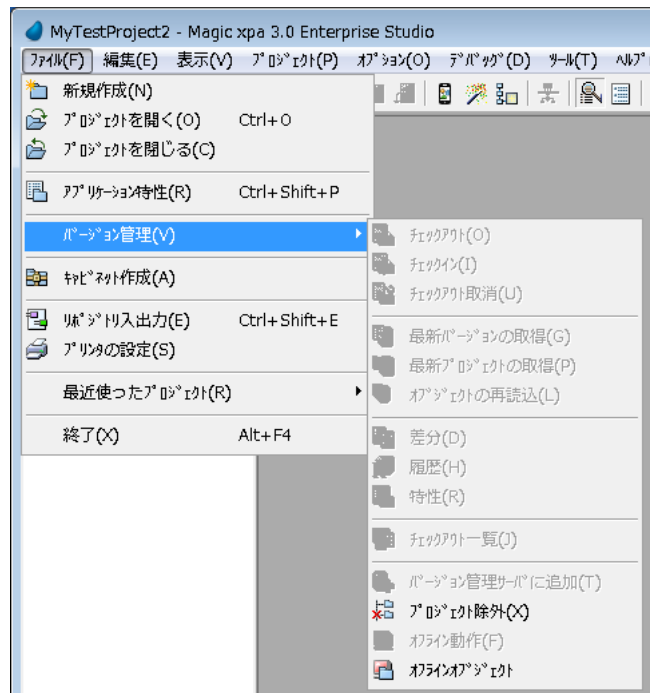 MyTestProject2 - Magic xpa 3.0 Enterprise Studio
ﾌｧｲﾙ(F) 編集(E) 表示(V) ﾌﾟﾛｼﾞｪｸﾄ(P) ｵﾌﾟｼｮﾝ(O) ﾃﾞﾊﾞｯｸﾞ(D) ﾂｰﾙ(T) ﾍﾙﾌﾟ
新規作成(N)
ﾌﾟﾛｼﾞｪｸﾄを開く(O) Ctrl+O
ﾌﾟﾛｼﾞｪｸﾄを閉じる(C)
ｱﾌﾟﾘｹｰｼｮﾝ特性(R) Ctrl+Shift+P
ﾊﾞｰｼﾞｮﾝ管理(V)
ｷｬﾋﾞﾈｯﾄ作成(A)
ﾘﾎﾟｼﾞﾄﾘ入出力(E) Ctrl+Shift+E
ﾌﾟﾘﾝﾀの設定(S)
最近使ったﾌﾟﾛｼﾞｪｸﾄ(R)
終了(X) Alt+F4
ﾁｪｯｸｱｳﾄ(O)
ﾁｪｯｸｲﾝ(I)
ﾁｪｯｸｱｳﾄ取消(U)
最新ﾊﾞｰｼﾞｮﾝの取得(G)
最新ﾌﾟﾛｼﾞｪｸﾄの取得(P)
ｵﾌﾞｼﾞｪｸﾄの再読込(L)
差分(D)
履歴(H)
特性(R)
ﾁｪｯｸｱｳﾄ一覧(J)
ﾊﾞｰｼﾞｮﾝ管理ｻｰﾊﾞに追加(T)
ﾌﾟﾛｼﾞｪｸﾄ除外(X)
ｵﾌﾗｲﾝ動作(F)
ｵﾌﾗｲﾝｵﾌﾞｼﾞｪｸﾄ